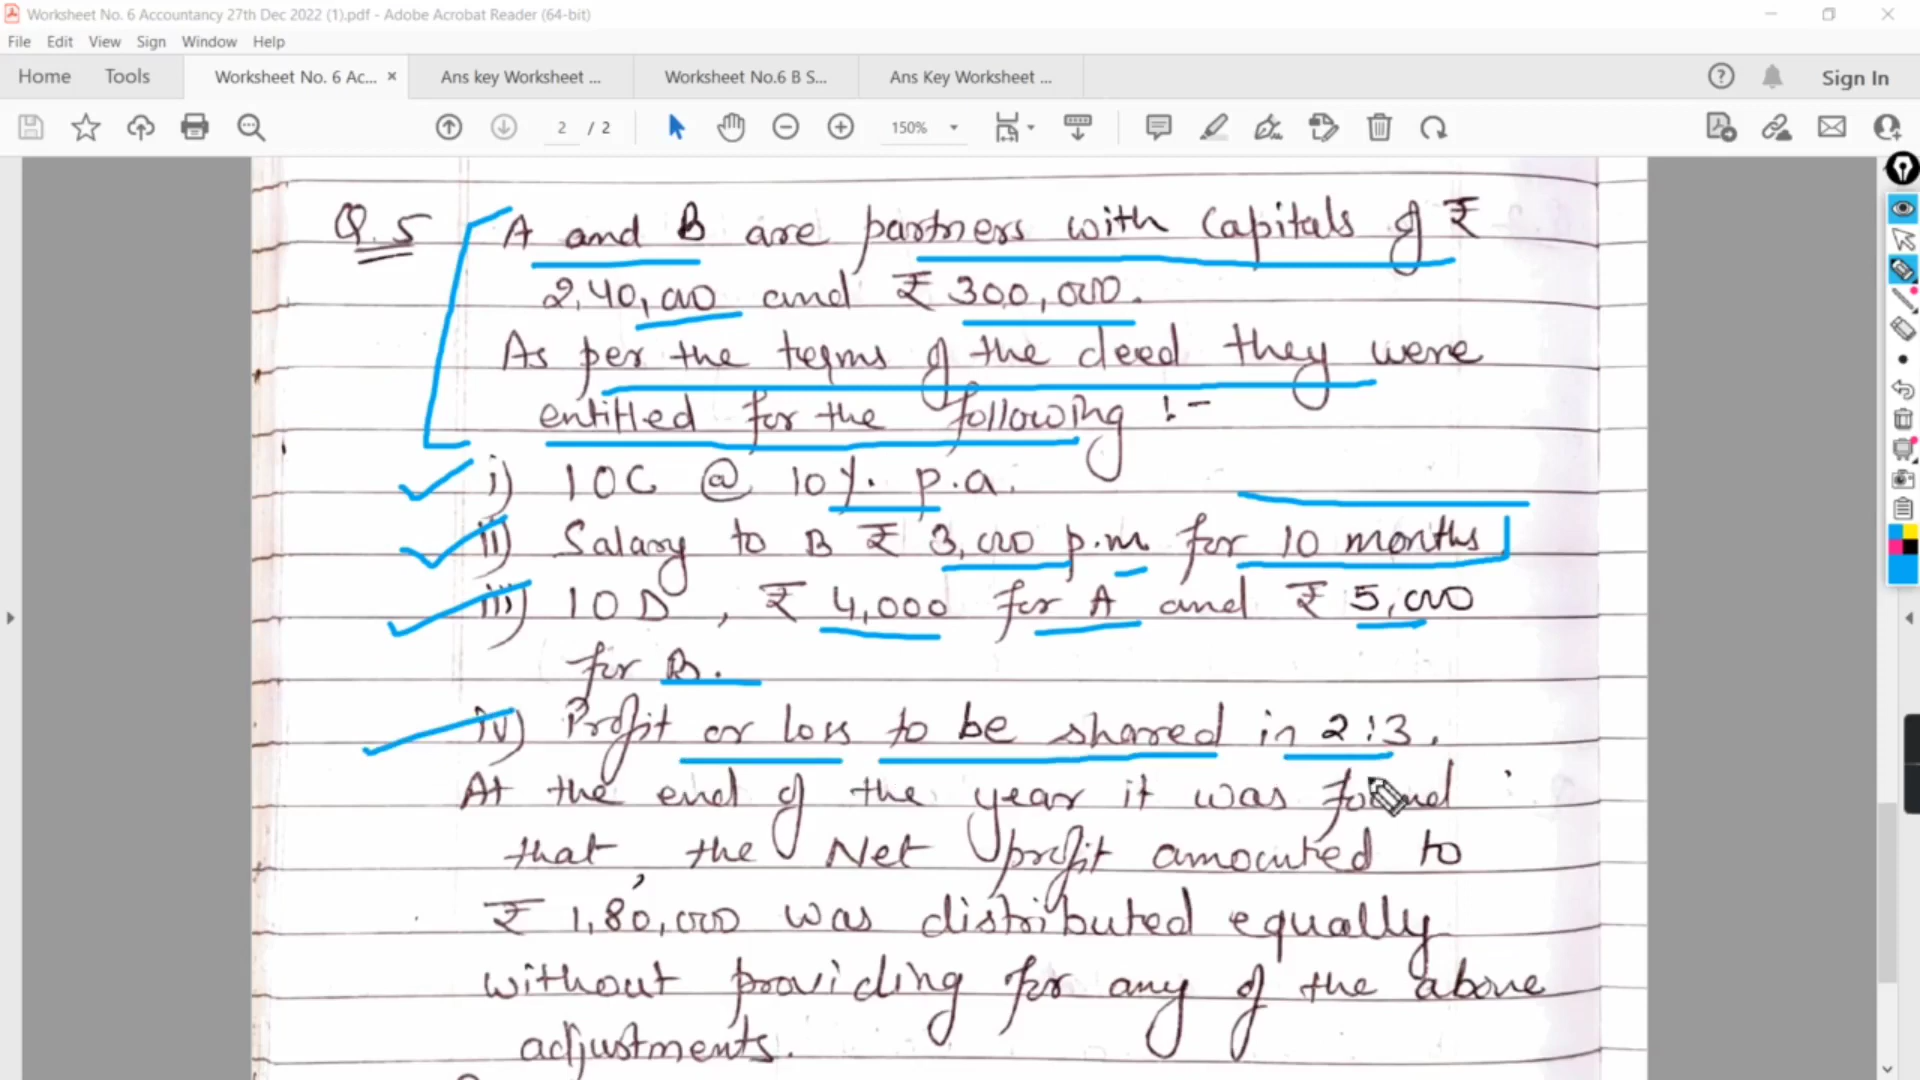 Worksheet No. 6 Accountancy 27th Dec 2022 (1).pdf - Adobe Acrobat Reader (64-bit)
File Edit View Sign Window Help
Home Tools Worksheet No. 6 Ac... × Ans key Worksheet ... Worksheet No.6 B S... Ans Key Worksheet ... Sign In
2 / 2 150%
Q.5 A and B are partners with capitals of ₹
2,40,000 and ₹ 300,000.
As per the terms of the deed they were
entitled for the following :-
i) IOC @ 10%. p.a.
ii) Salary to B ₹ 3,000 p.m for 10 months
iii) IOD, ₹ 4,000 for A and ₹ 5,000
for B.
iv) Profit or loss to be shared in 2:3.
At the end of the year it was found
that the Net profit amounted to
₹ 1,80,000 was distributed equally
without providing for any of the above
adjustments.